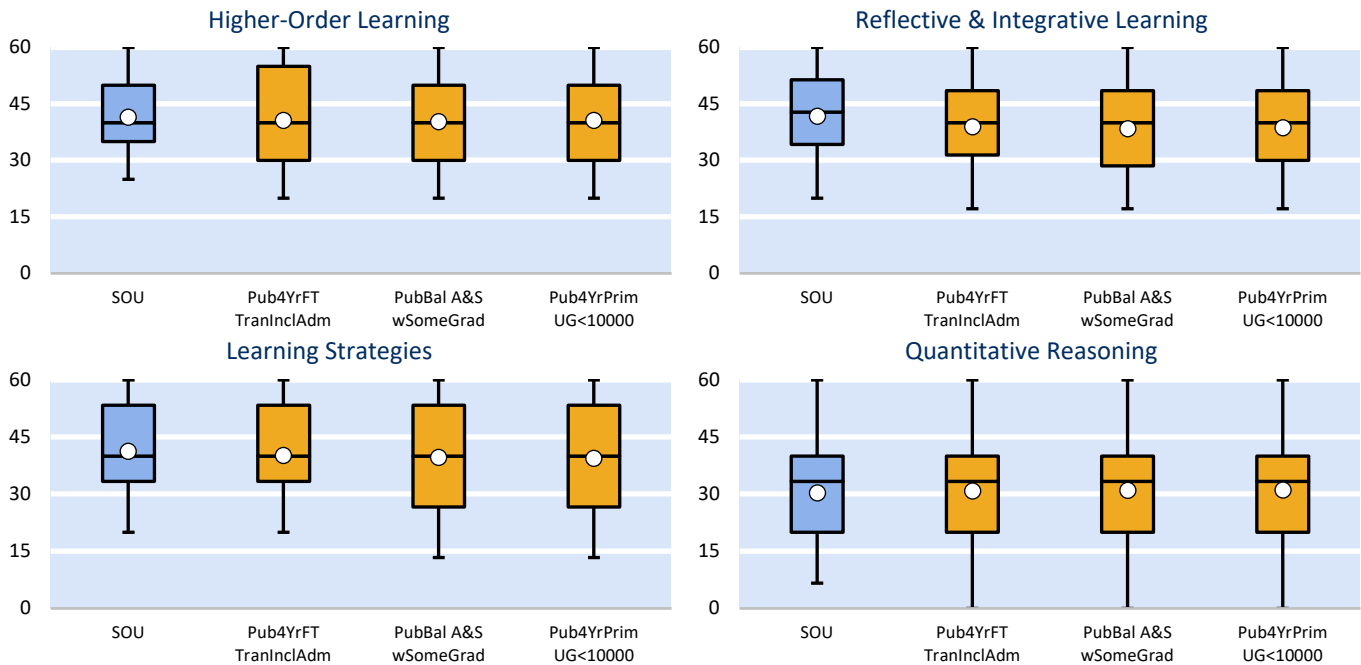 Higher-Order Learning
60
45
30
15
0
SOU
Pub4YrFT
TranInclAdm
PubBal A&S
wSomeGrad
Pub4YrPrim
UG<10000
Reflective & Integrative Learning
60
45
30
15
0
SOU
Pub4YrFT
TranInclAdm
PubBal A&S
wSomeGrad
Pub4YrPrim
UG<10000
Learning Strategies
60
45
30
15
0
SOU
Pub4YrFT
TranInclAdm
PubBal A&S
wSomeGrad
Pub4YrPrim
UG<10000
Quantitative Reasoning
60
45
30
15
0
SOU
Pub4YrFT
TranInclAdm
PubBal A&S
wSomeGrad
Pub4YrPrim
UG<10000